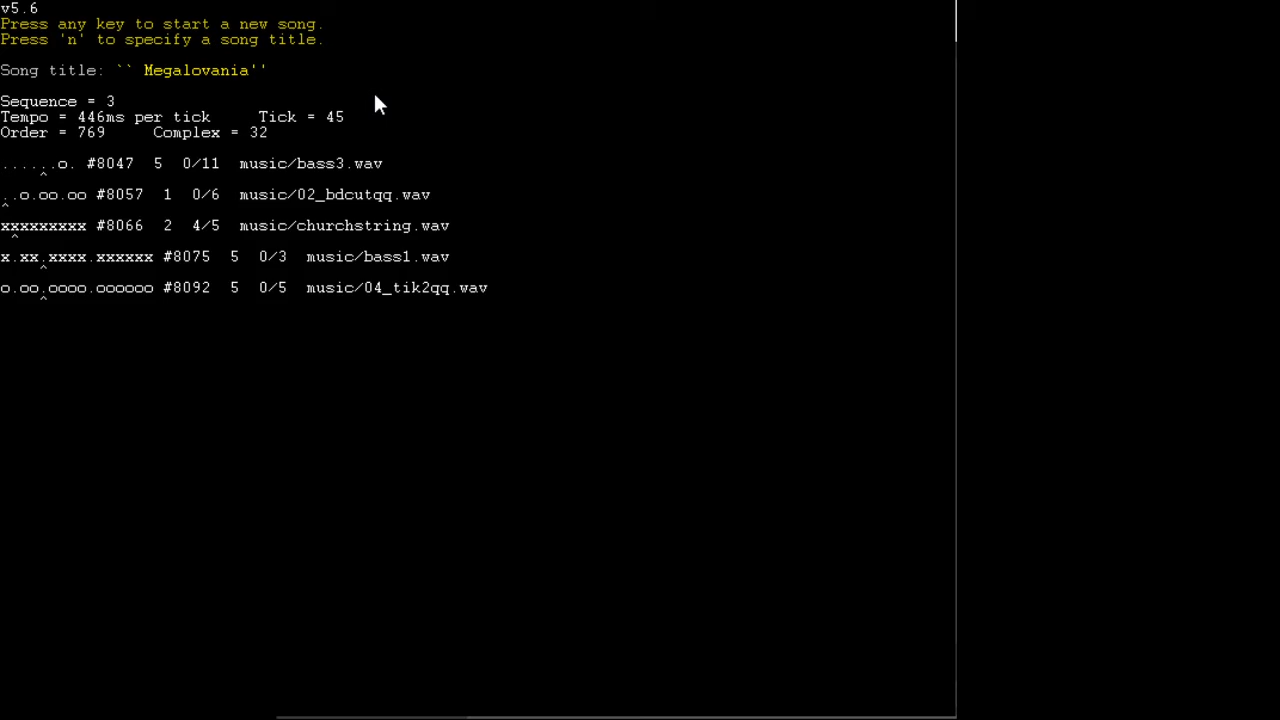 v5.6
Press any key to start a new song.
Press 'n' to specify a song title.
Song title: `` Megalovania''
Sequence = 3
Tempo = 446ms per tick     Tick = 45
Order = 769     Complex = 32
......o. #8047  5  0/11  music/bass3.wav
^
..o.oo.oo #8057  1  0/6  music/02_bdcutqq.wav
^
xxxxxxxxx #8066  2  4/5  music/churchstring.wav
^
x.xx.xxxx.xxxxxx #8075  5  0/3  music/bass1.wav
^
o.oo.oooo.oooooo #8092  5  0/5  music/04_tik2qq.wav
^